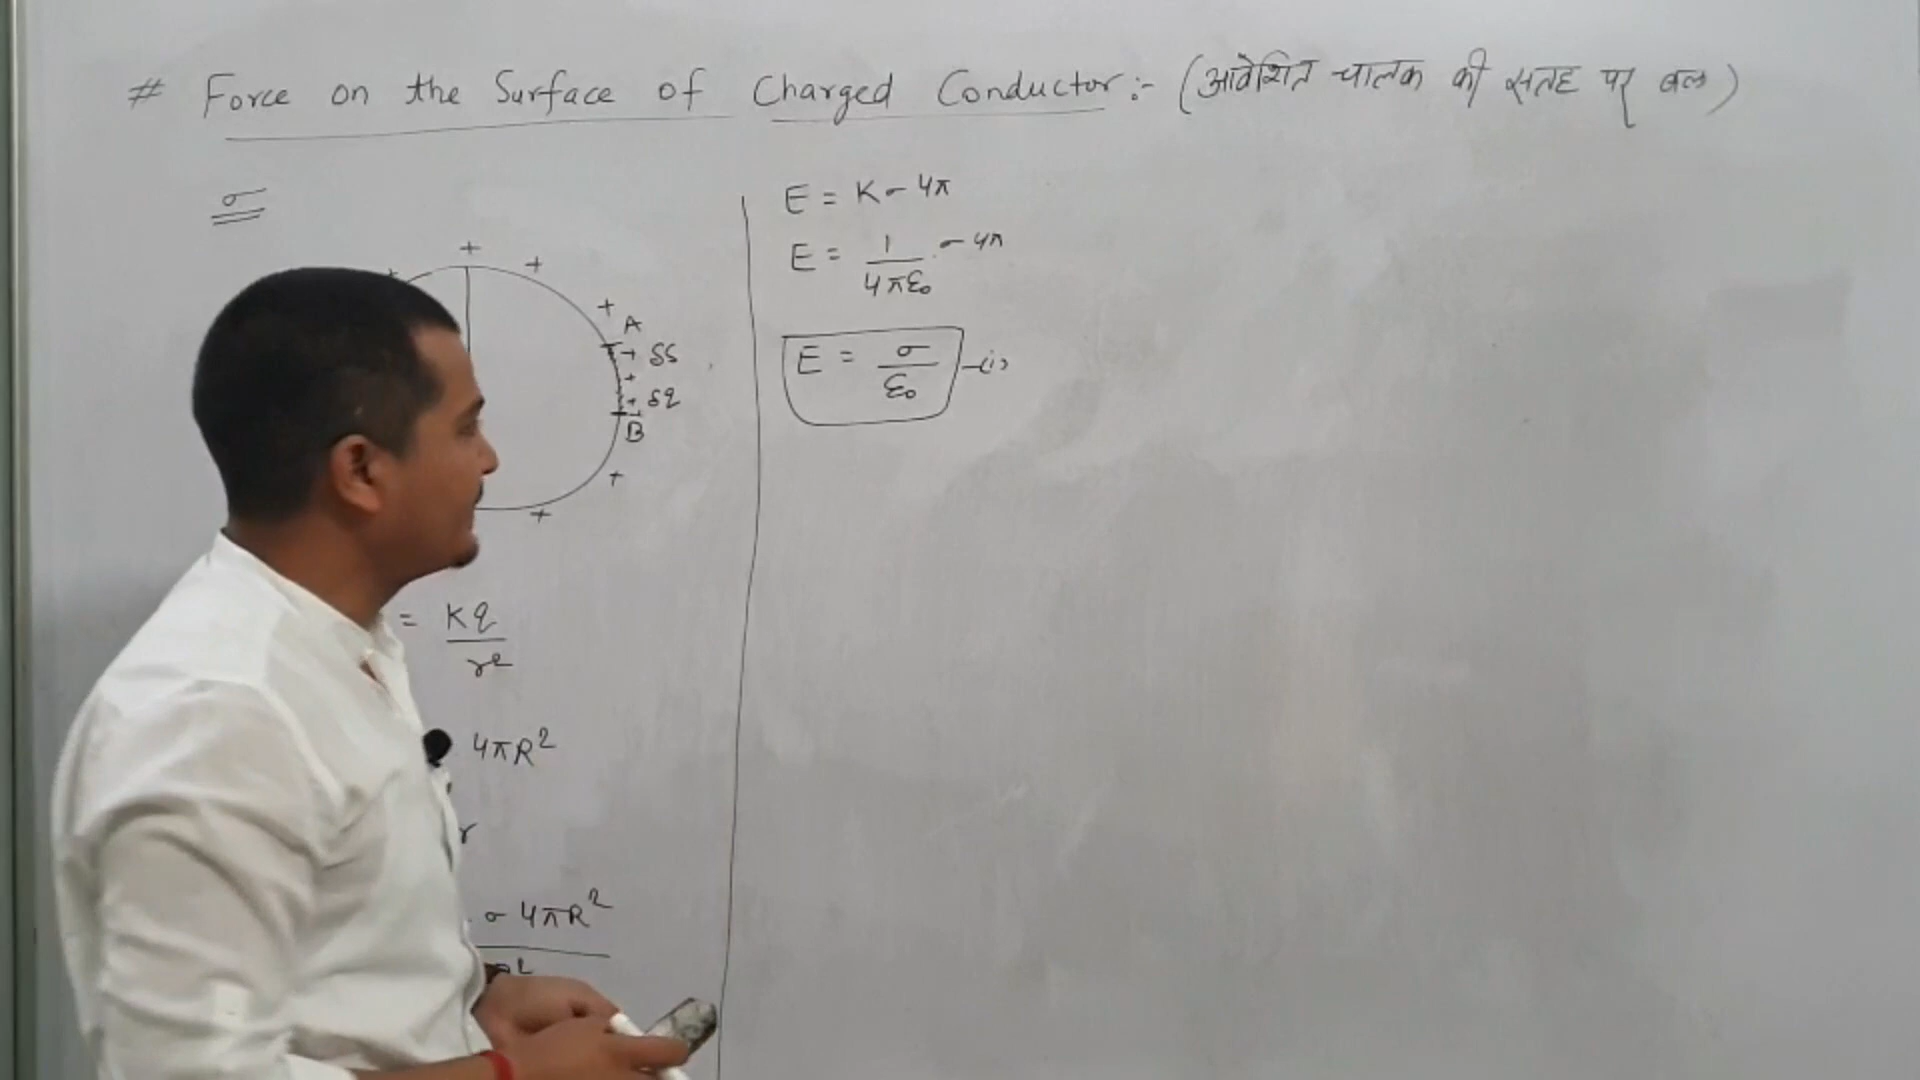 # Force on the Surface of Charged Conductor:- (आवेशित चालक की सतह पर बल)
σ
+ +
+ A
+ δs
+
+ δq
B
+
+
= Kq / r²
4πR²
r
. σ 4πR²
E = Kσ 4π
E = 1 / 4πε₀ . σ 4π
E = σ / ε₀ —(i)